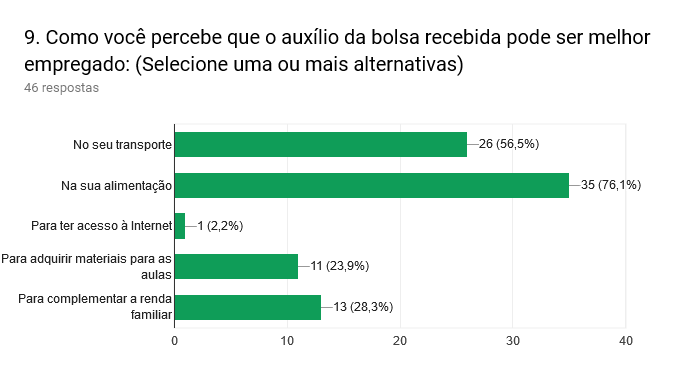 9. Como você percebe que o auxílio da bolsa recebida pode ser melhor
empregado: (Selecione uma ou mais alternativas)
46 respostas
No seu transporte
26 (56,5%)
Na sua alimentação
35 (76,1%)
Para ter acesso à Internet
1 (2,2%)
Para adquirir materiais para as
aulas
11 (23,9%)
Para complementar a renda
familiar
13 (28,3%)
0 10 20 30 40